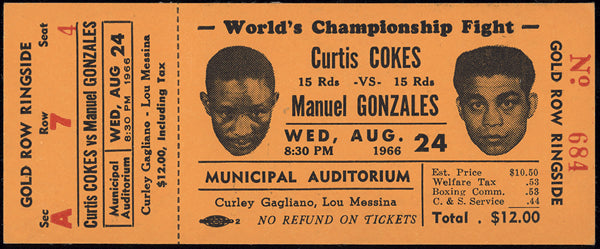 GOLD ROW RINGSIDE
Sec A Row 7 Seat 4
Curtis COKES vs Manuel GONZALES
Municipal Auditorium
WED, AUG 24
8:30 PM 1966
Curley Gagliano - Lou Messina
$12.00, Including Tax
— World's Championship Fight —
Curtis COKES
15 Rds -VS- 15 Rds
Manuel GONZALES
WED, AUG. 24
8:30 PM 1966
MUNICIPAL AUDITORIUM
Curley Gagliano, Lou Messina
2 NO REFUND ON TICKETS
Est. Price $10.50
Welfare Tax .53
Boxing Comm. .53
C. & S. Service .44
Total . $12.00
GOLD ROW RINGSIDE
No 684